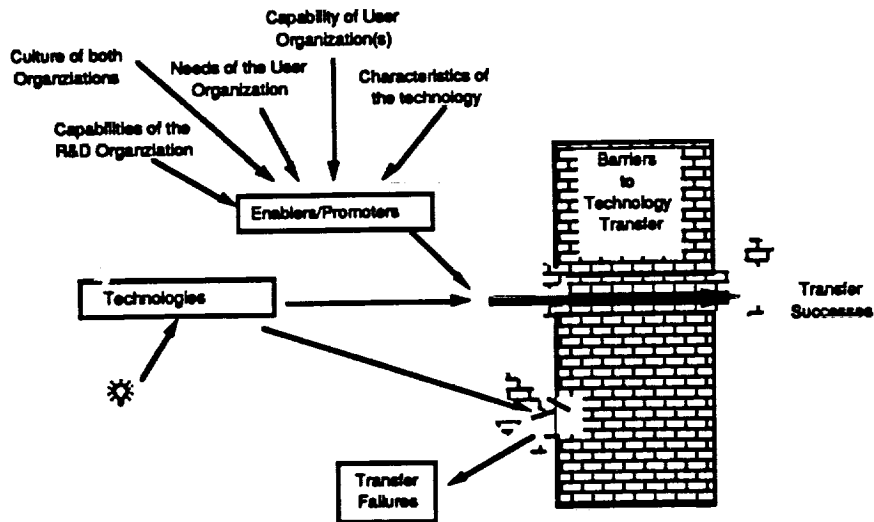 Capability of User
Organization(s)
Culture of both
Organziations
Needs of the User
Organization
Characteristics of
the technology
Capabilities of the
R&D Organziation
Enablers/Promoters
Barriers
to
Technology
Transfer
Technologies
Transfer
Successes
Transfer
Failures